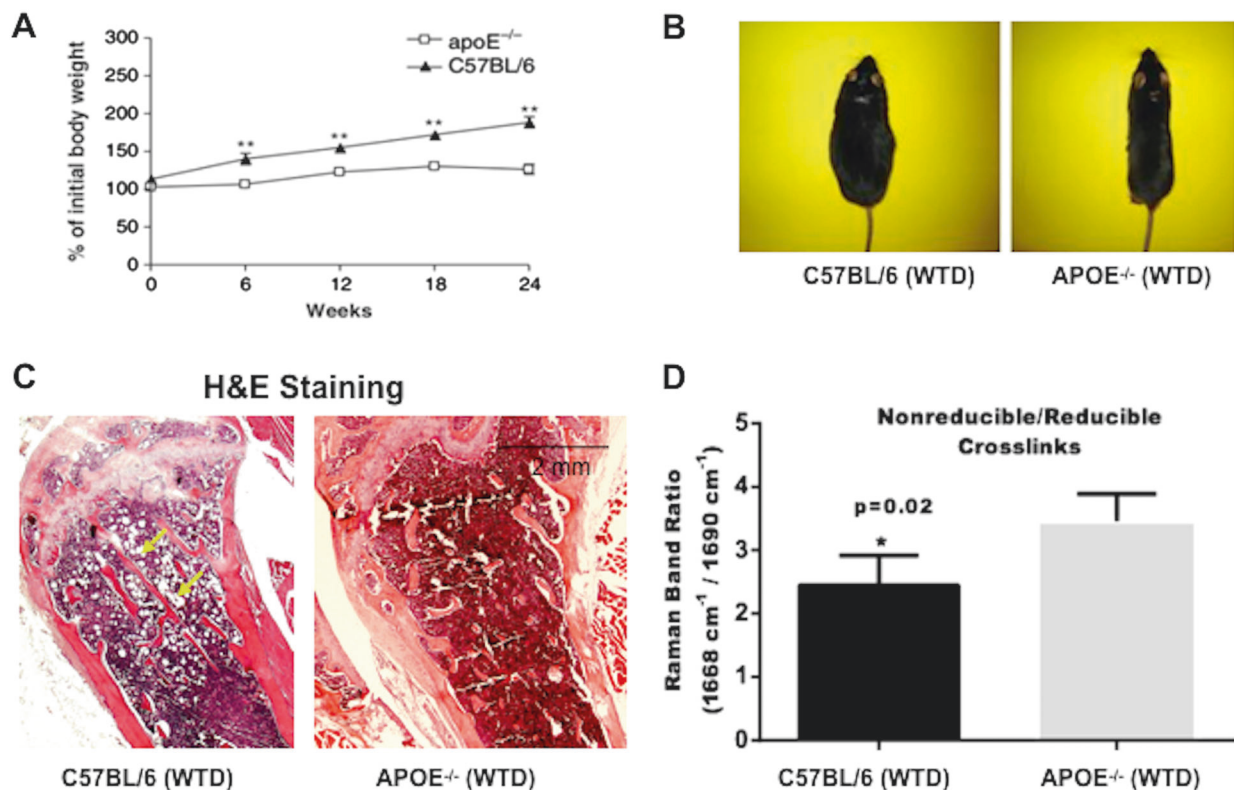 A
300
250
200
150
100
50
0
% of initial body weight
apoE⁻/⁻
C57BL/6
**
**
**
**
0 6 12 18 24
Weeks
B
C57BL/6 (WTD)
APOE⁻/⁻ (WTD)
C
H&E Staining
2 mm
C57BL/6 (WTD)
APOE⁻/⁻ (WTD)
D
Nonreducible/Reducible
Crosslinks
Raman Band Ratio
(1668 cm⁻¹ / 1690 cm⁻¹)
5
4
3
2
1
0
p=0.02
*
C57BL/6 (WTD)
APOE⁻/⁻ (WTD)